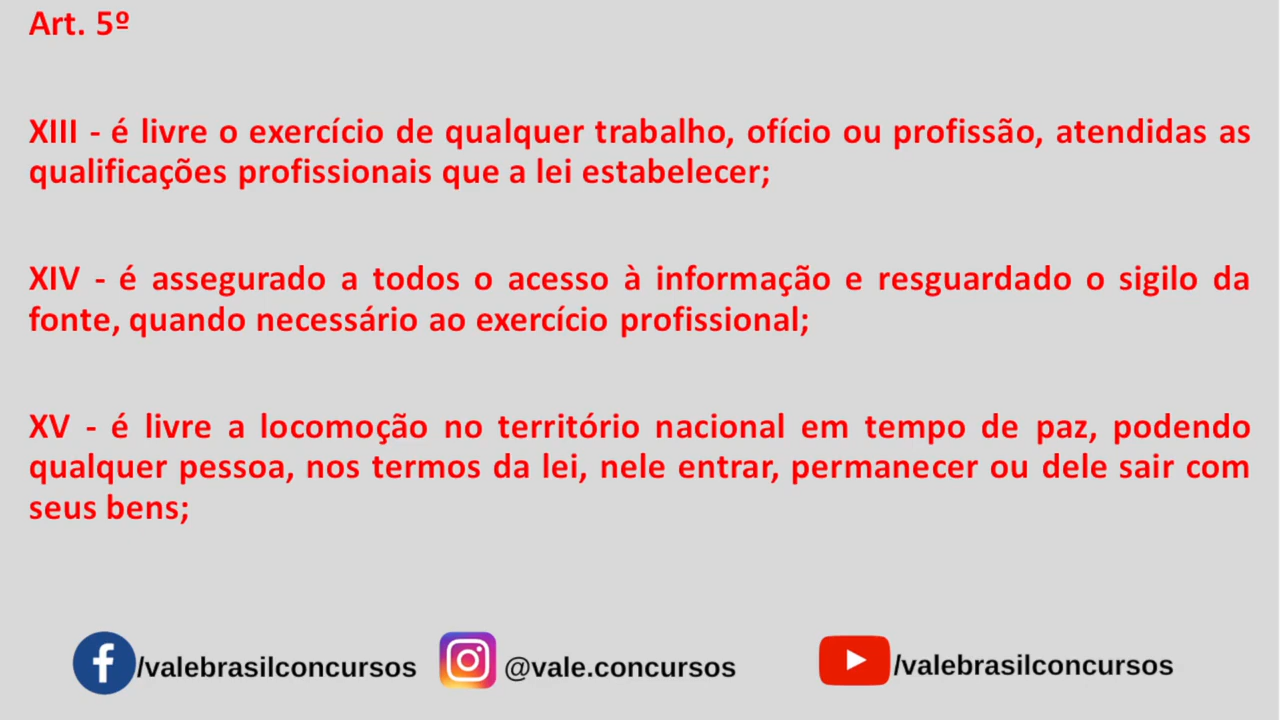 Art. 5º
XIII - é livre o exercício de qualquer trabalho, ofício ou profissão, atendidas as
qualificações profissionais que a lei estabelecer;
XIV - é assegurado a todos o acesso à informação e resguardado o sigilo da
fonte, quando necessário ao exercício profissional;
XV - é livre a locomoção no território nacional em tempo de paz, podendo
qualquer pessoa, nos termos da lei, nele entrar, permanecer ou dele sair com
seus bens;
/valebrasilconcursos @vale.concursos /valebrasilconcursos